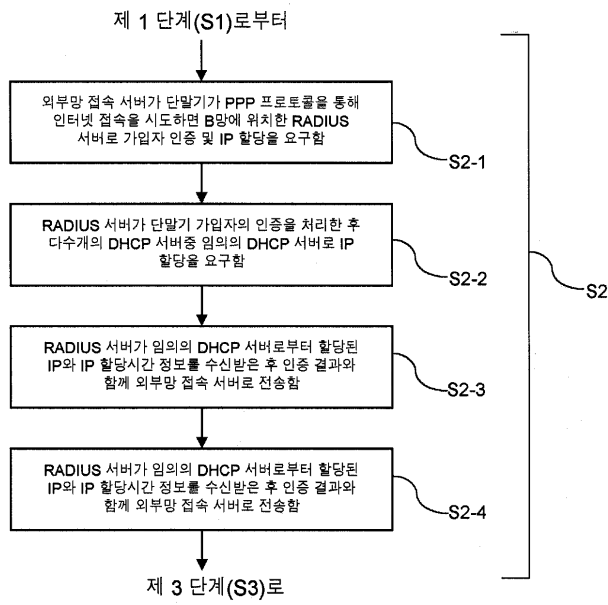 제 1 단계(S1)로부터
외부망 접속 서버가 단말기가 PPP 프로토콜을 통해
인터넷 접속을 시도하면 B망에 위치한 RADIUS
서버로 가입자 인증 및 IP 할당을 요구함
S2-1
RADIUS 서버가 단말기 가입자의 인증을 처리한 후
다수개의 DHCP 서버중 임의의 DHCP 서버로 IP
할당을 요구함
S2-2
S2
RADIUS 서버가 임의의 DHCP 서버로부터 할당된
IP와 IP 할당시간 정보를 수신받은 후 인증 결과와
함께 외부망 접속 서버로 전송함
S2-3
RADIUS 서버가 임의의 DHCP 서버로부터 할당된
IP와 IP 할당시간 정보를 수신받은 후 인증 결과와
함께 외부망 접속 서버로 전송함
S2-4
제 3 단계(S3)로